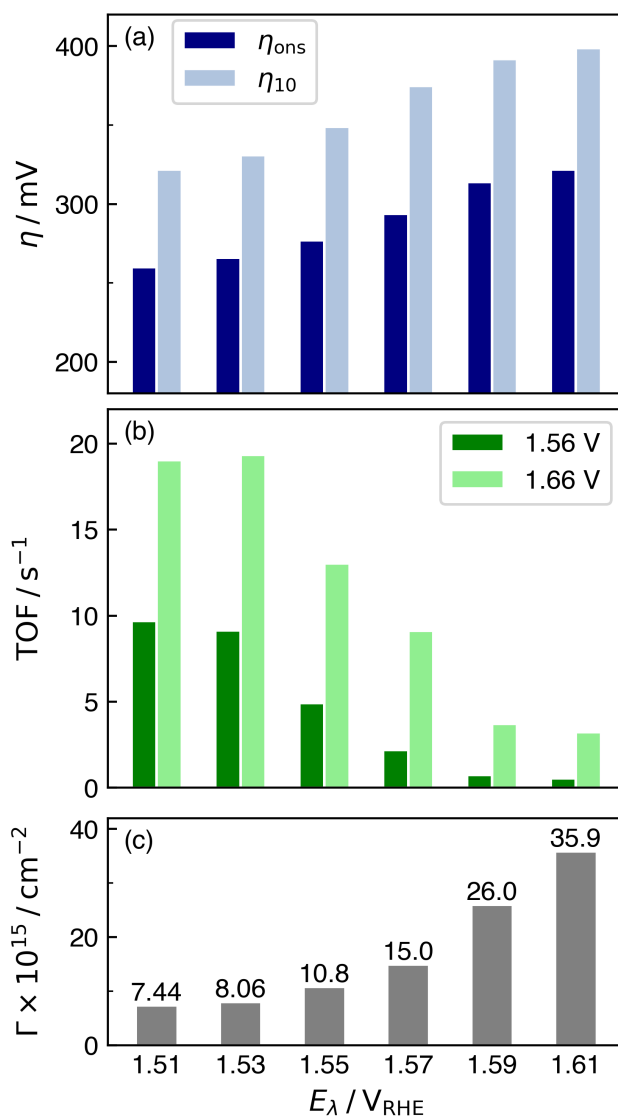 (a)
η_ons
η_10
400
300
200
η / mV
(b)
1.56 V
1.66 V
20
15
10
5
0
TOF / s⁻¹
(c)
40
20
0
Γ × 10¹⁵ / cm⁻²
7.44
8.06
10.8
15.0
26.0
35.9
1.51 1.53 1.55 1.57 1.59 1.61
E_λ / V_RHE